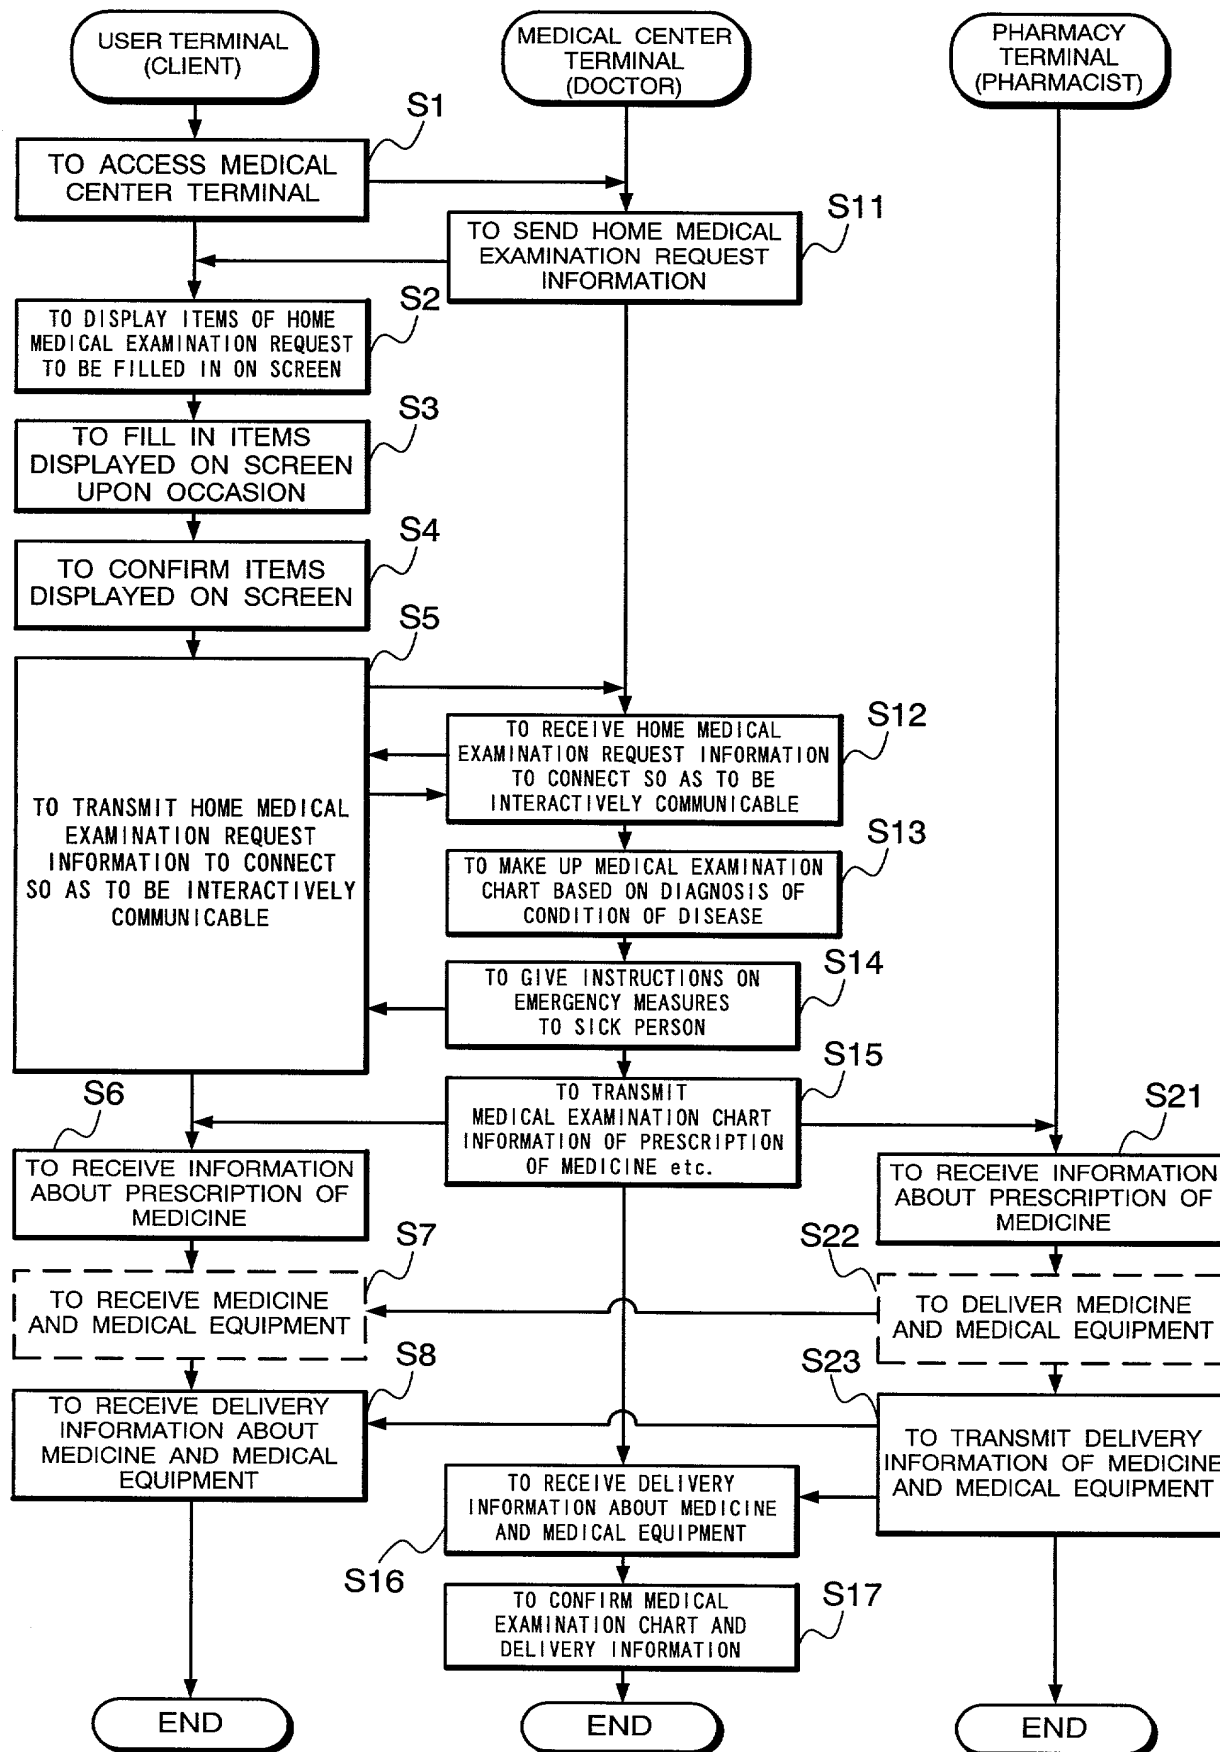 USER TERMINAL
(CLIENT)
MEDICAL CENTER
TERMINAL
(DOCTOR)
PHARMACY
TERMINAL
(PHARMACIST)
S1
TO ACCESS MEDICAL
CENTER TERMINAL
S11
TO SEND HOME MEDICAL
EXAMINATION REQUEST
INFORMATION
S2
TO DISPLAY ITEMS OF HOME
MEDICAL EXAMINATION REQUEST
TO BE FILLED IN ON SCREEN
S3
TO FILL IN ITEMS
DISPLAYED ON SCREEN
UPON OCCASION
S4
TO CONFIRM ITEMS
DISPLAYED ON SCREEN
S5
TO TRANSMIT HOME MEDICAL
EXAMINATION REQUEST
INFORMATION TO CONNECT
SO AS TO BE INTERACTIVELY
COMMUNICABLE
S12
TO RECEIVE HOME MEDICAL
EXAMINATION REQUEST INFORMATION
TO CONNECT SO AS TO BE
INTERACTIVELY COMMUNICABLE
S13
TO MAKE UP MEDICAL EXAMINATION
CHART BASED ON DIAGNOSIS OF
CONDITION OF DISEASE
S14
TO GIVE INSTRUCTIONS ON
EMERGENCY MEASURES
TO SICK PERSON
S15
TO TRANSMIT
MEDICAL EXAMINATION CHART
INFORMATION OF PRESCRIPTION
OF MEDICINE etc.
S6
TO RECEIVE INFORMATION
ABOUT PRESCRIPTION OF
MEDICINE
S21
TO RECEIVE INFORMATION
ABOUT PRESCRIPTION OF
MEDICINE
S7
TO RECEIVE MEDICINE
AND MEDICAL EQUIPMENT
S22
TO DELIVER MEDICINE
AND MEDICAL EQUIPMENT
S8
TO RECEIVE DELIVERY
INFORMATION ABOUT
MEDICINE AND MEDICAL
EQUIPMENT
S23
TO TRANSMIT DELIVERY
INFORMATION OF MEDICINE
AND MEDICAL EQUIPMENT
TO RECEIVE DELIVERY
INFORMATION ABOUT MEDICINE
AND MEDICAL EQUIPMENT
S16
S17
TO CONFIRM MEDICAL
EXAMINATION CHART AND
DELIVERY INFORMATION
END
END
END